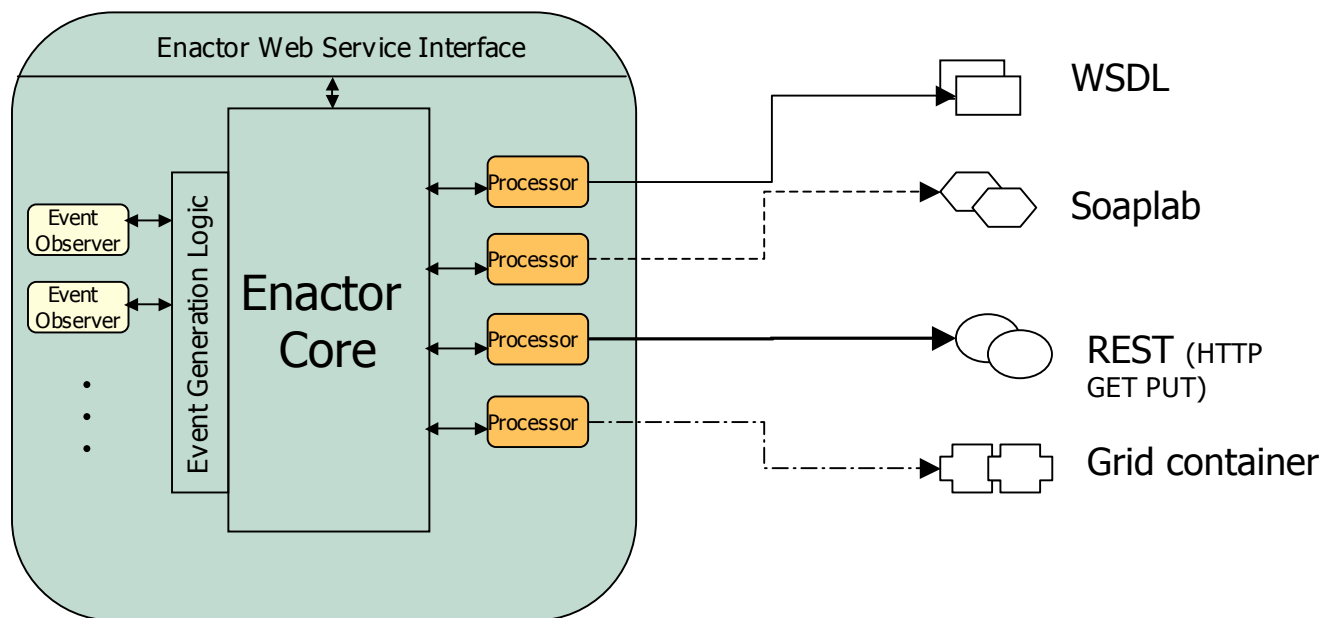 Enactor Web Service Interface
WSDL
Processor
Soaplab
Event
Observer
Processor
Event
Observer
Event Generation Logic
Enactor
Core
Processor
REST (HTTP
GET PUT)
Processor
Grid container